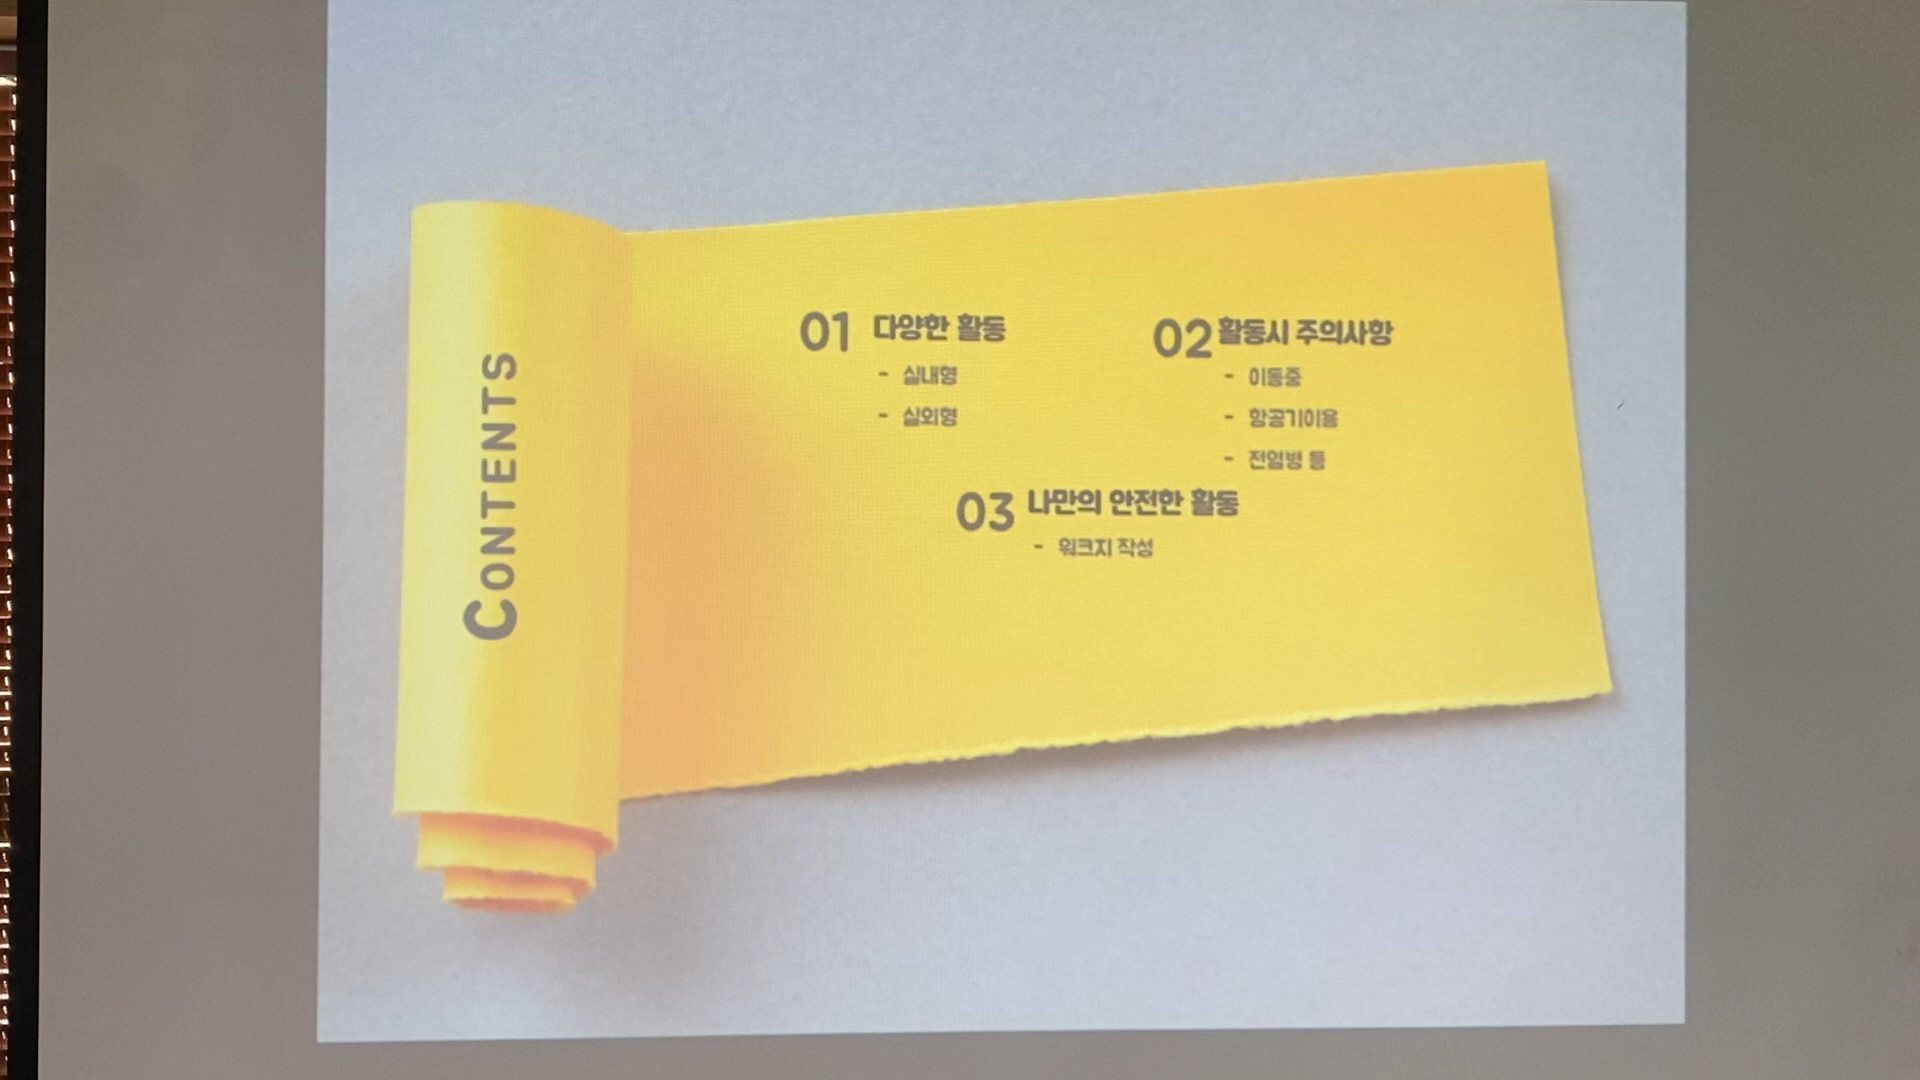 CONTENTS
01 다양한 활동
- 실내형
- 실외형
02 활동시 주의사항
- 이동중
- 항공기이용
- 전염병 등
03 나만의 안전한 활동
- 워크지 작성